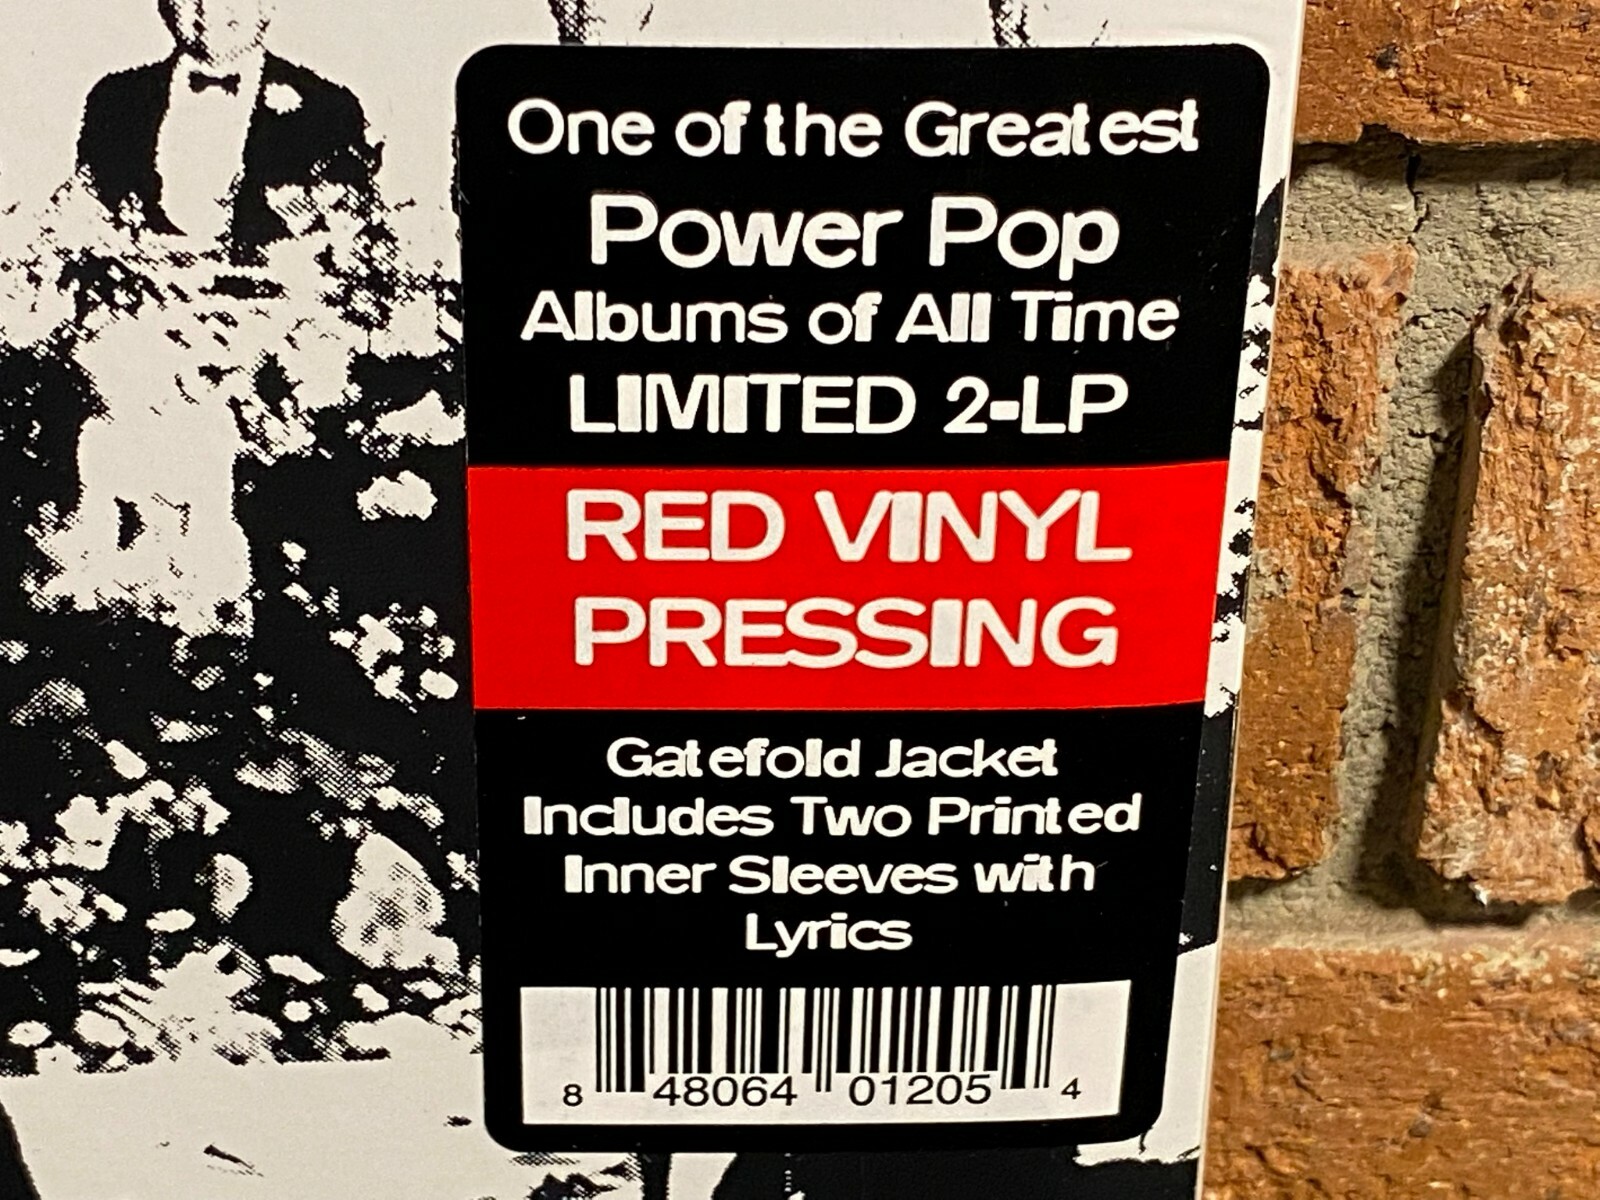 One of the Greatest
Power Pop
Albums of All Time
LIMITED 2-LP
RED VINYL
PRESSING
Gatefold Jacket
Includes Two Printed
Inner Sleeves with
Lyrics
8 48064 01205 4